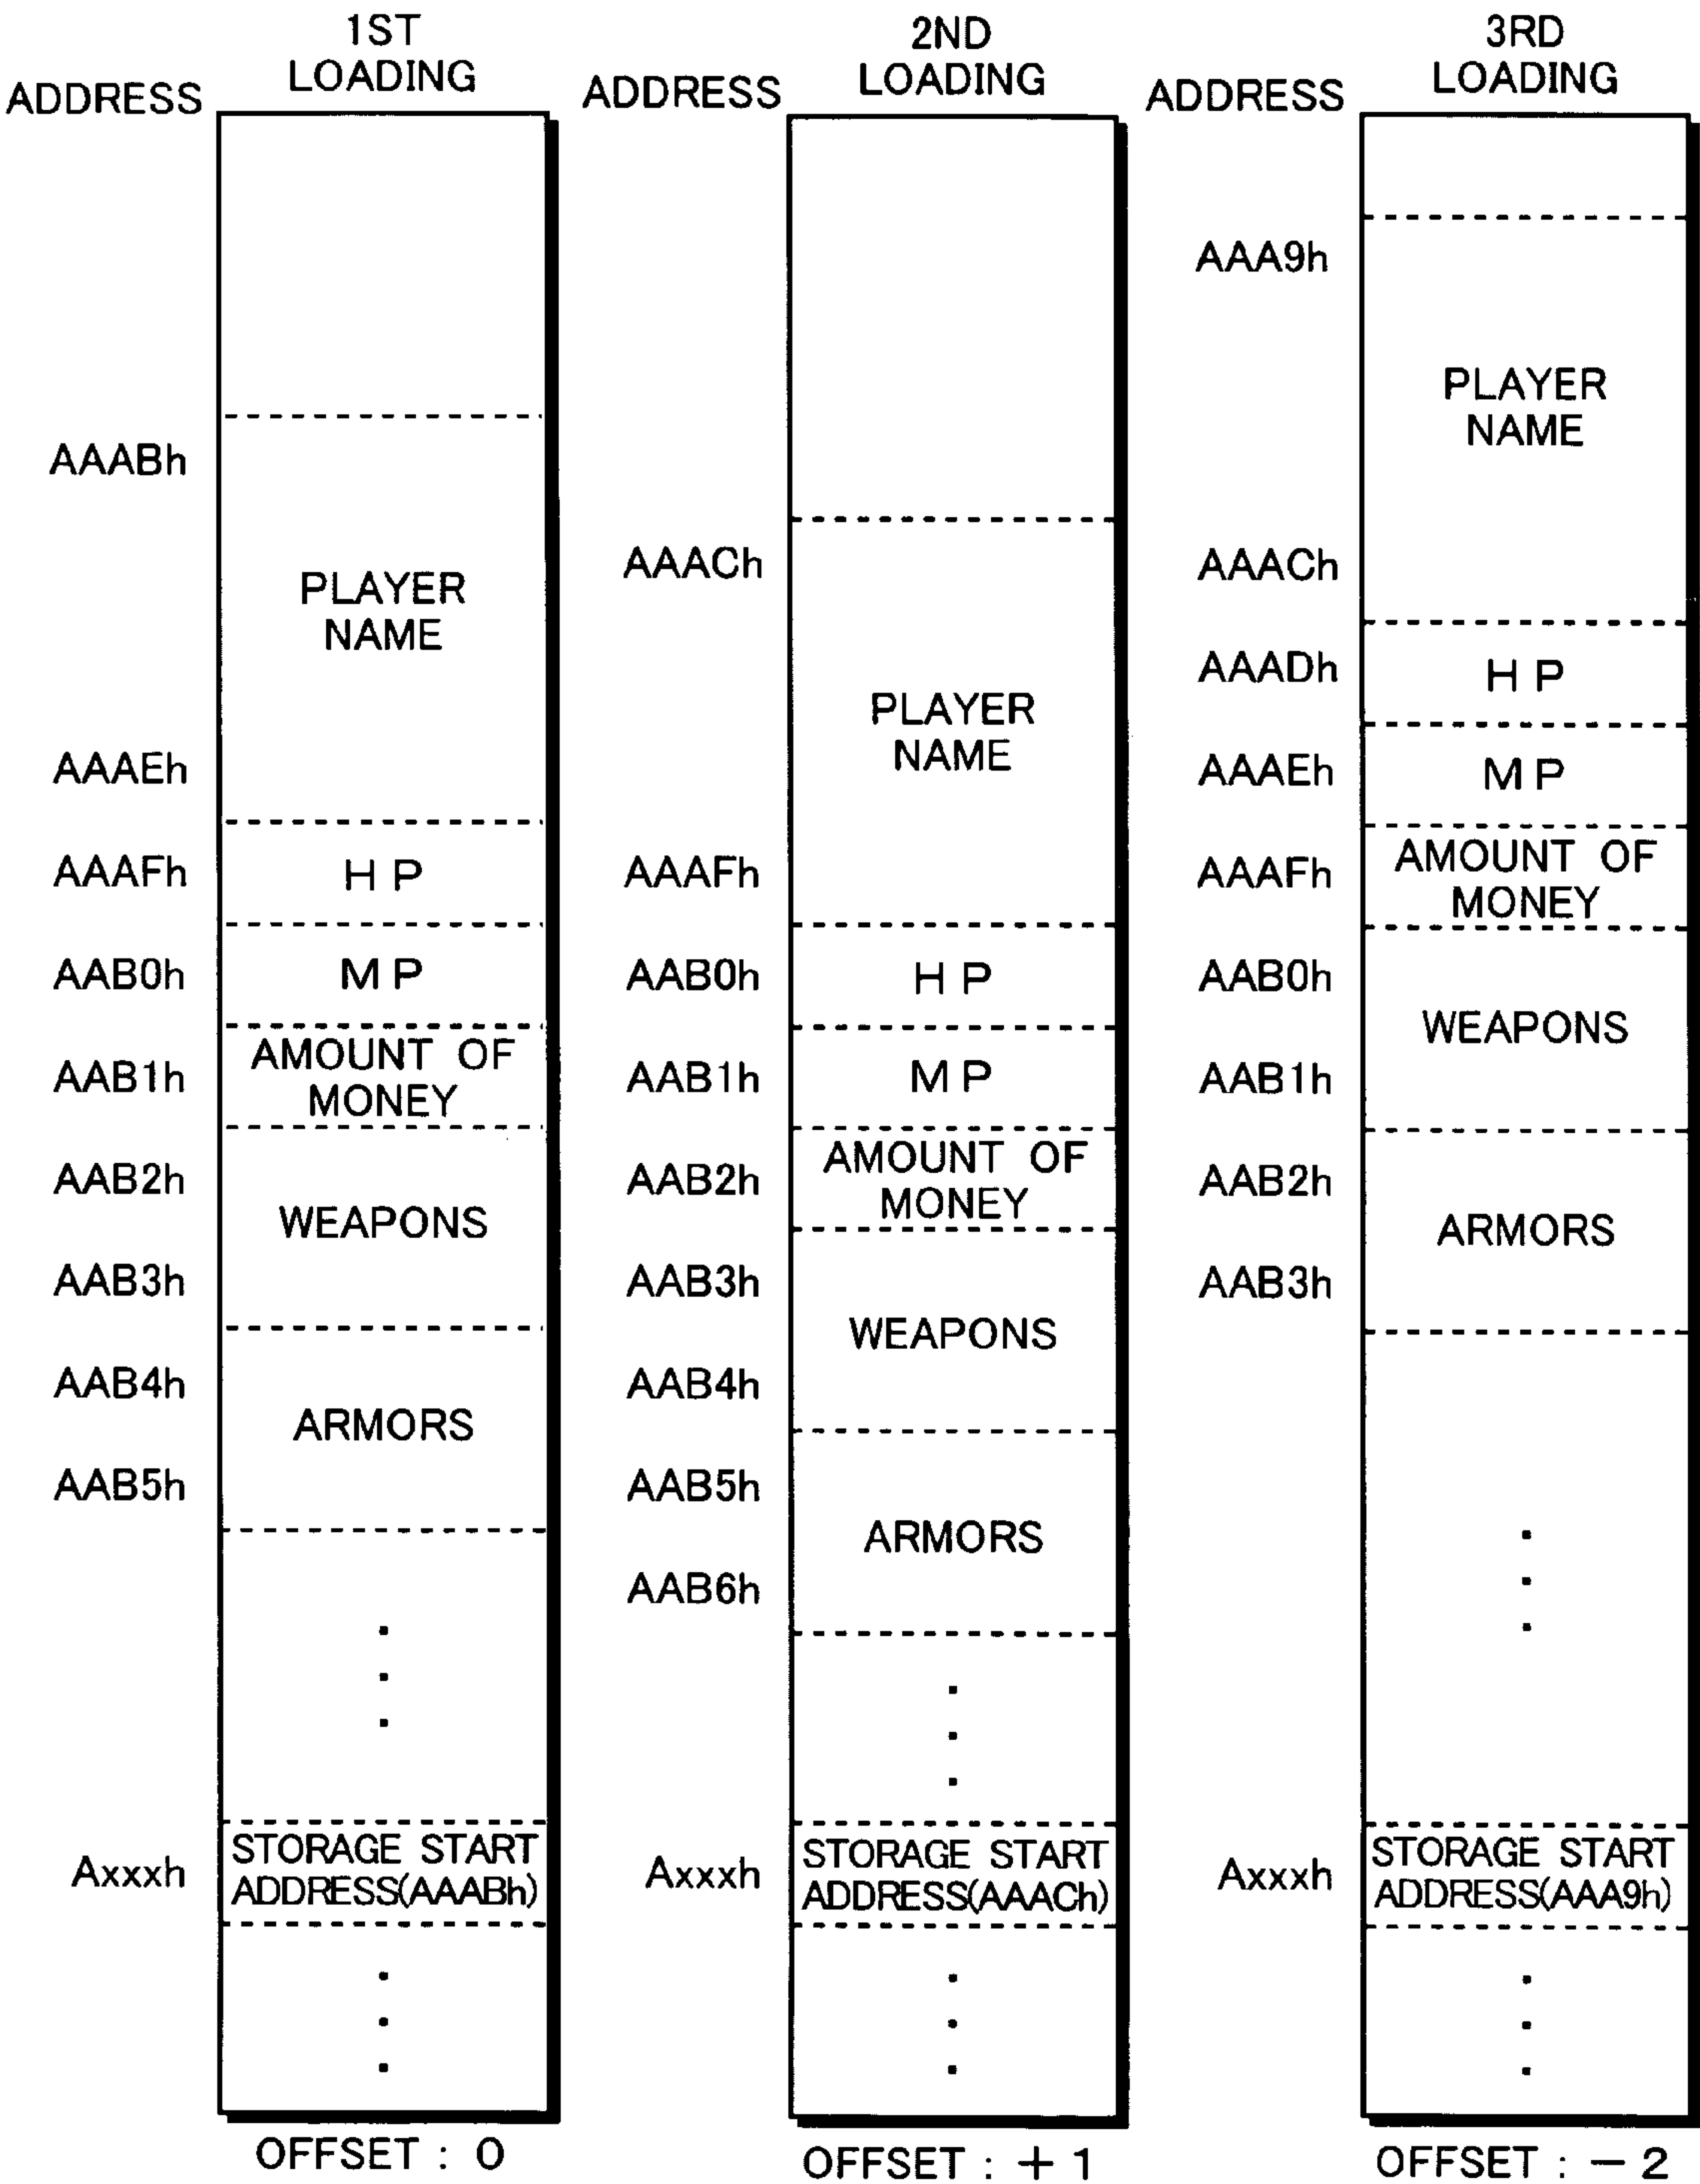 1ST
LOADING
ADDRESS
AAABh
PLAYER
NAME
AAAEh
AAAFh
H P
AAB0h
M P
AAB1h
AMOUNT OF
MONEY
AAB2h
WEAPONS
AAB3h
AAB4h
ARMORS
AAB5h
.
.
.
Axxxh
STORAGE START
ADDRESS(AAABh)
.
.
.
OFFSET : 0
2ND
LOADING
ADDRESS
AAACh
PLAYER
NAME
AAAFh
AAB0h
H P
AAB1h
M P
AAB2h
AMOUNT OF
MONEY
AAB3h
WEAPONS
AAB4h
AAB5h
ARMORS
AAB6h
.
.
.
Axxxh
STORAGE START
ADDRESS(AAACh)
.
.
.
OFFSET : +1
3RD
LOADING
ADDRESS
AAA9h
PLAYER
NAME
AAACh
AAADh
H P
AAAEh
M P
AAAFh
AMOUNT OF
MONEY
AAB0h
WEAPONS
AAB1h
AAB2h
ARMORS
AAB3h
.
.
.
Axxxh
STORAGE START
ADDRESS(AAA9h)
.
.
.
OFFSET : −2